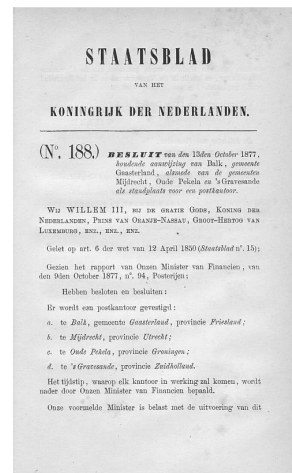 STAATSBLAD
VAN HET
KONINGRIJK DER NEDERLANDEN.
(N°. 188.) BESLUIT van den 13den October 1877,
houdende aanwijzing van Balk, gemeente
Gaasterland, alsmede van de gemeenten
Mijdrecht, Oude Pekela en 's Gravesande
als standplaats voor een postkantoor.
WIJ WILLEM III, BIJ DE GRATIE GODS, KONING DER
NEDERLANDEN, PRINS VAN ORANJE-NASSAU, GROOT-HERTOG VAN
LUXEMBURG, ENZ., ENZ., ENZ.
Gelet op art. 6 der wet van 12 April 1850 (Staatsblad n°. 15);
Gezien het rapport van Onzen Minister van Financien, van
den 9den October 1877, n°. 94, Posterijen:
Hebben besloten en besluiten:
Er wordt een postkantoor gevestigd:
a. te Balk, gemeente Gaasterland, provincie Friesland;
b. te Mijdrecht, provincie Utrecht;
c. te Oude Pekela, provincie Groningen;
d. te 's Gravesande, provincie Zuidholland.
Het tijdstip, waarop elk kantoor in werking zal komen, wordt
nader door Onzen Minister van Financien bepaald.
Onze voormelde Minister is belast met de uitvoering van dit